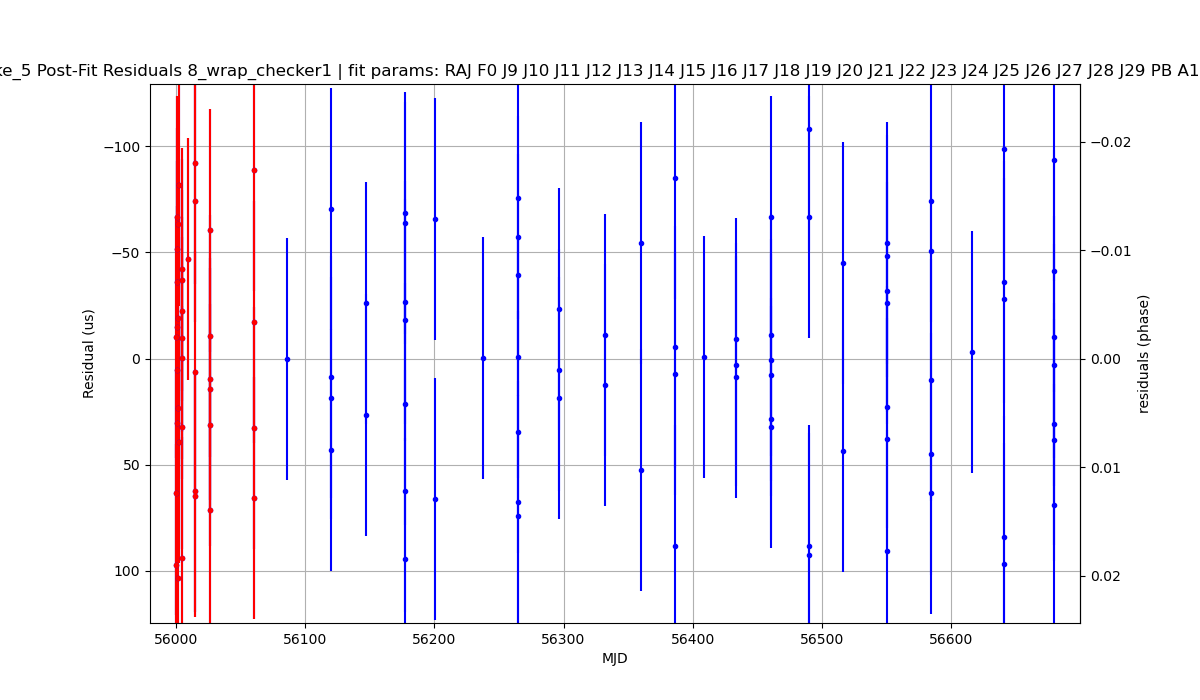 ke_5 Post-Fit Residuals 8_wrap_checker1 | fit params: RAJ F0 J9 J10 J11 J12 J13 J14 J15 J16 J17 J18 J19 J20 J21 J22 J23 J24 J25 J26 J27 J28 J29 PB A1
−100
−50
0
50
100
Residual (us)
−0.02
−0.01
0.00
0.01
0.02
residuals (phase)
56000 56100 56200 56300 56400 56500 56600
MJD